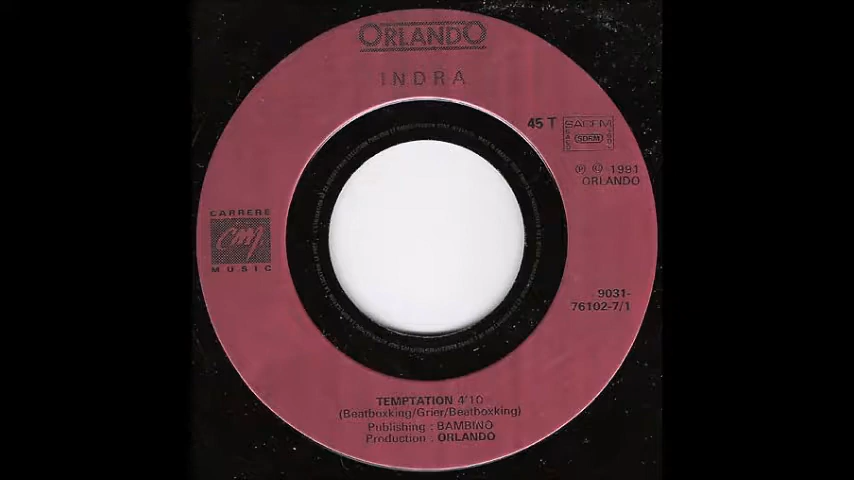 ORLANDO
INDRA
45 T
SACEM
SDRM
℗ © 1991
ORLANDO
CARRERE
CM
MUSIC
9031-
76102-7/1
TEMPTATION 4'10
(Beatboxking/Grier/Beatboxking)
Publishing : BAMBINO
Production : ORLANDO